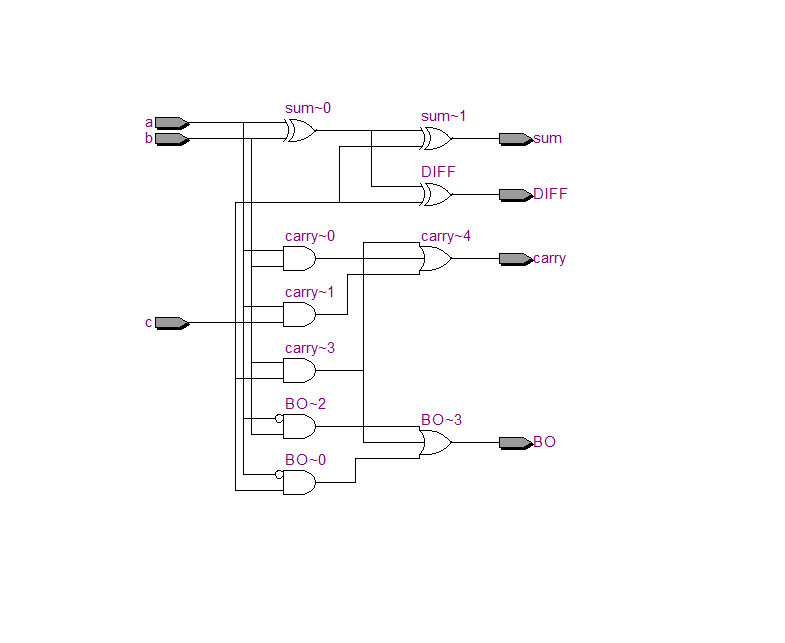 sum~0
sum~1
a
b
sum
DIFF
DIFF
carry~0
carry~4
carry
carry~1
c
carry~3
BO~2
BO~3
BO
BO~0